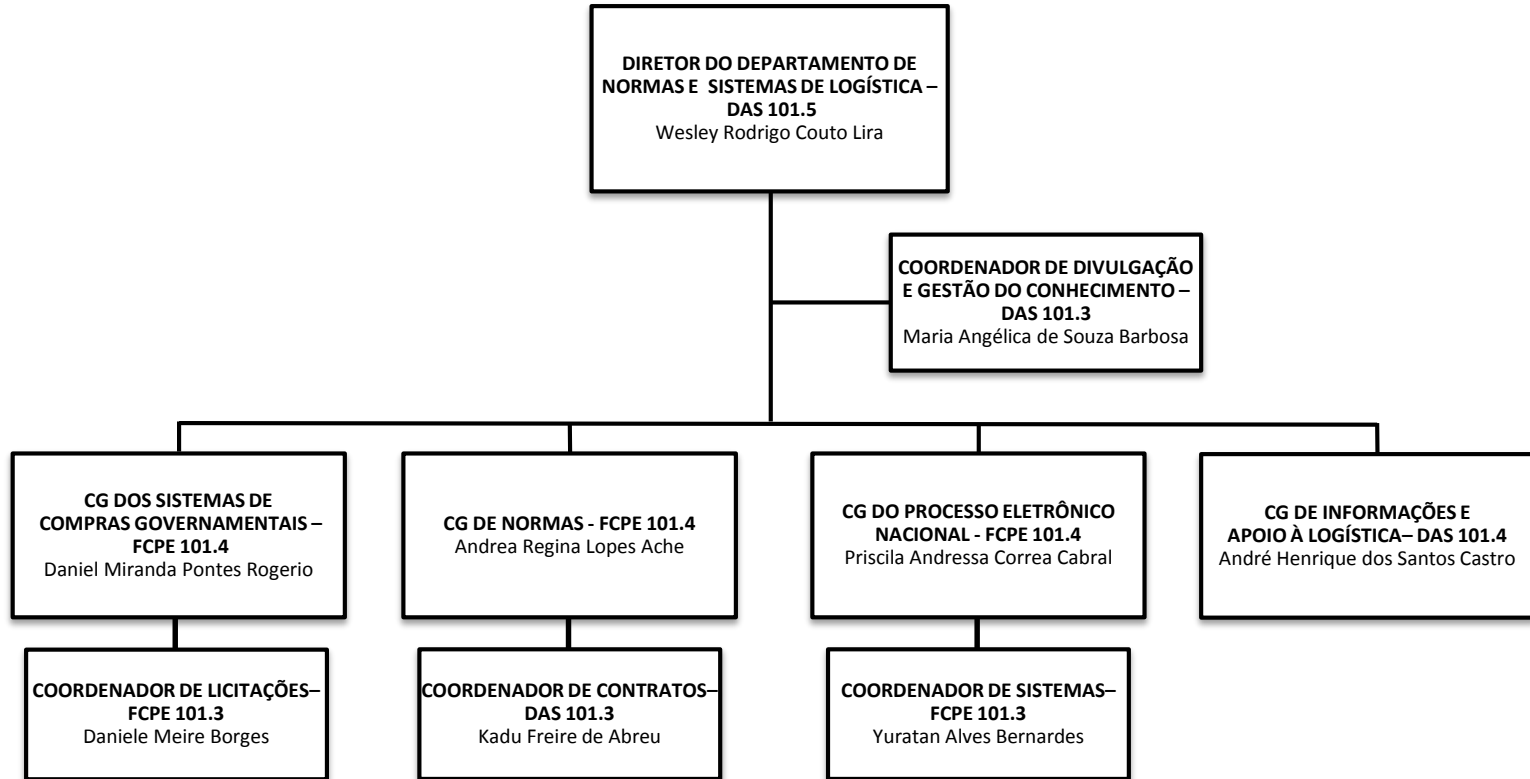 DIRETOR DO DEPARTAMENTO DE
NORMAS E SISTEMAS DE LOGÍSTICA –
DAS 101.5
Wesley Rodrigo Couto Lira
COORDENADOR DE DIVULGAÇÃO
E GESTÃO DO CONHECIMENTO –
DAS 101.3
Maria Angélica de Souza Barbosa
CG DOS SISTEMAS DE
COMPRAS GOVERNAMENTAIS –
FCPE 101.4
Daniel Miranda Pontes Rogerio
CG DE NORMAS - FCPE 101.4
Andrea Regina Lopes Ache
CG DO PROCESSO ELETRÔNICO
NACIONAL - FCPE 101.4
Priscila Andressa Correa Cabral
CG DE INFORMAÇÕES E
APOIO À LOGÍSTICA– DAS 101.4
André Henrique dos Santos Castro
COORDENADOR DE LICITAÇÕES–
FCPE 101.3
Daniele Meire Borges
COORDENADOR DE CONTRATOS–
DAS 101.3
Kadu Freire de Abreu
COORDENADOR DE SISTEMAS–
FCPE 101.3
Yuratan Alves Bernardes